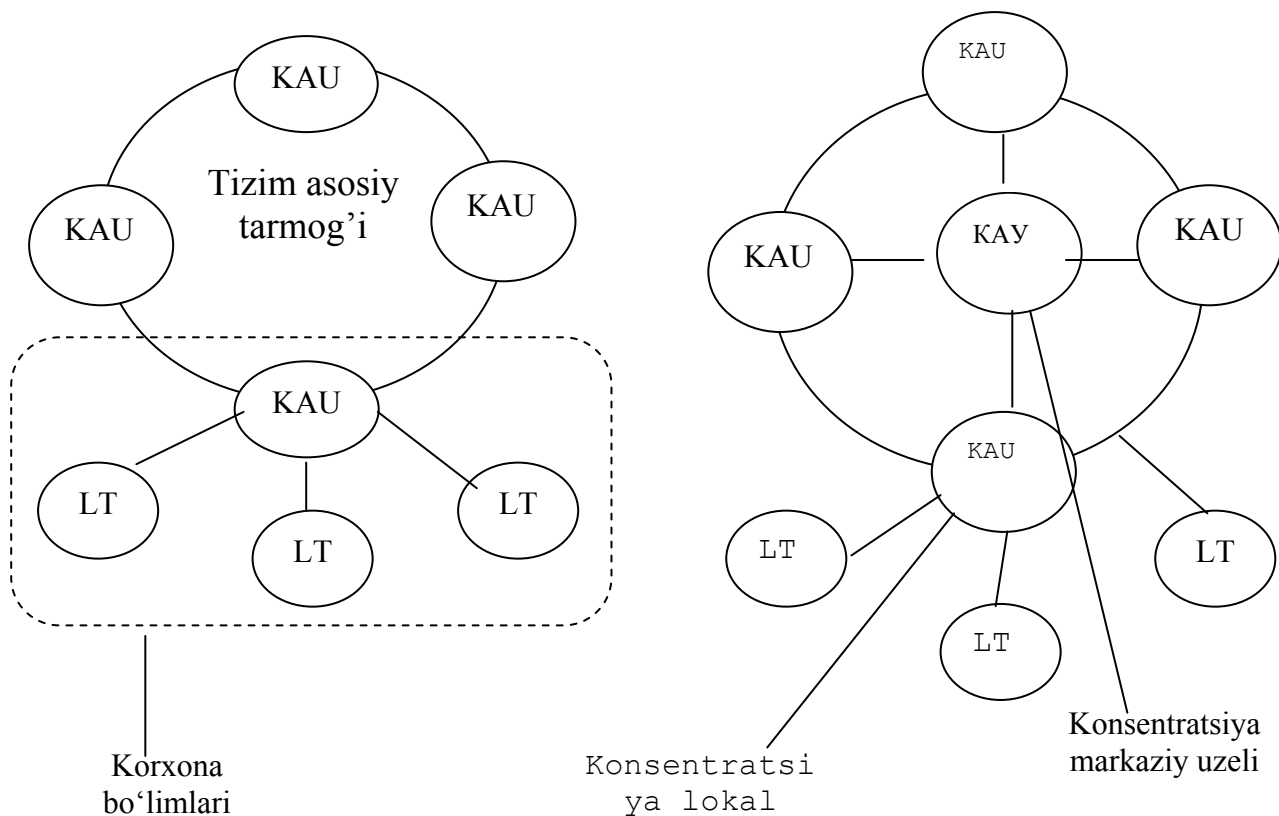 KAU
KAU
Tizim asosiy
tarmog’i
KAU
KAU
LT
LT
LT
Korxona
bo‘limlari
KAU
KAU
КАУ
KAU
KAU
LT
LT
LT
Konsentratsi
ya lokal
Konsentratsiya
markaziy uzeli